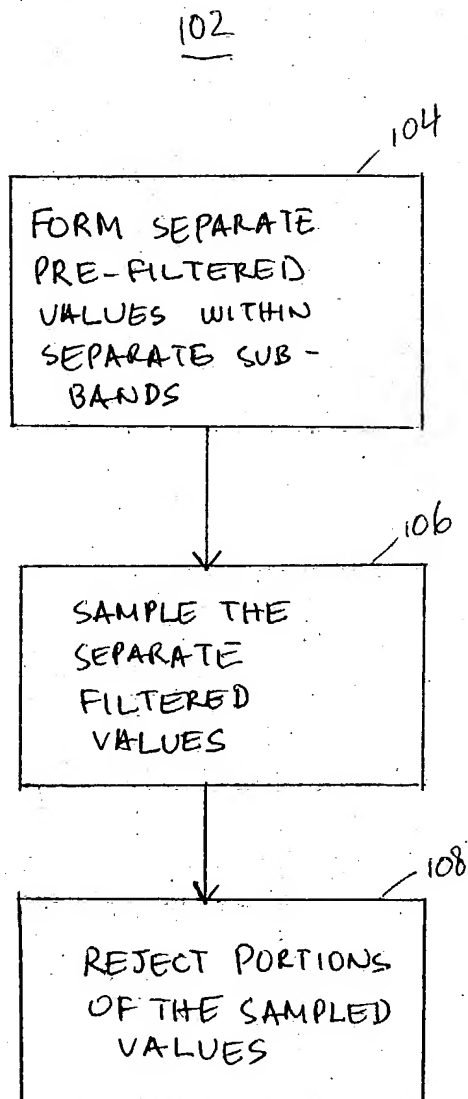 102
104
FORM SEPARATE
PRE-FILTERED
VALUES WITHIN
SEPARATE SUB-
BANDS
106
SAMPLE THE
SEPARATE
FILTERED
VALUES
108
REJECT PORTIONS
OF THE SAMPLED
VALUES